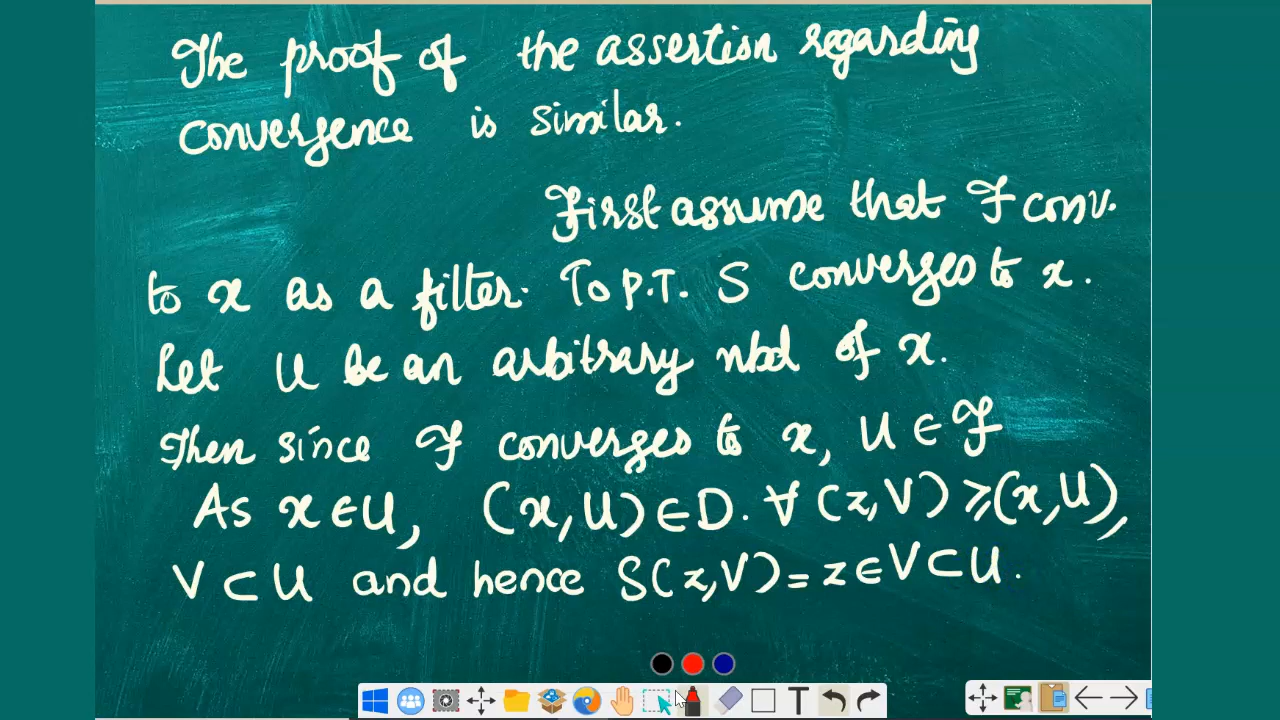 The proof of the assertion regarding
convergence is similar.
First assume that ℱ conv.
to x as a filter. To P.T. S converges to x.
Let U be an arbitrary nbd of x.
Then since ℱ converges to x, U ∈ ℱ
As x ∈ U, (x, U) ∈ D. ∀ (z, V) ≥ (x, U),
V ⊂ U and hence S(z, V) = z ∈ V ⊂ U.
T